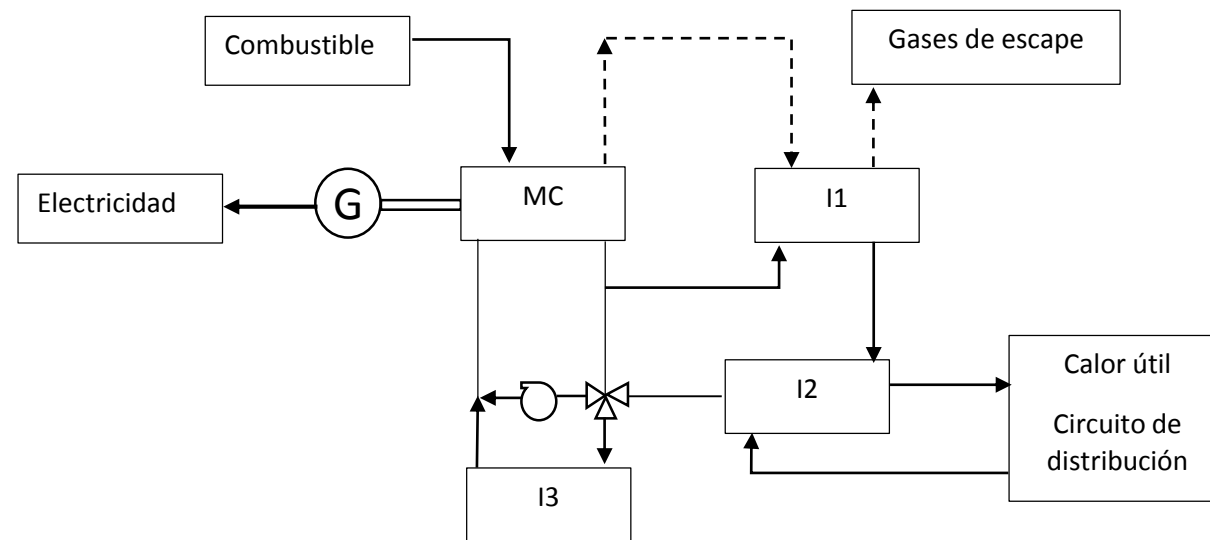 Combustible
Gases de escape
Electricidad
G
MC
I1
I2
Calor útil
Circuito de
distribución
I3